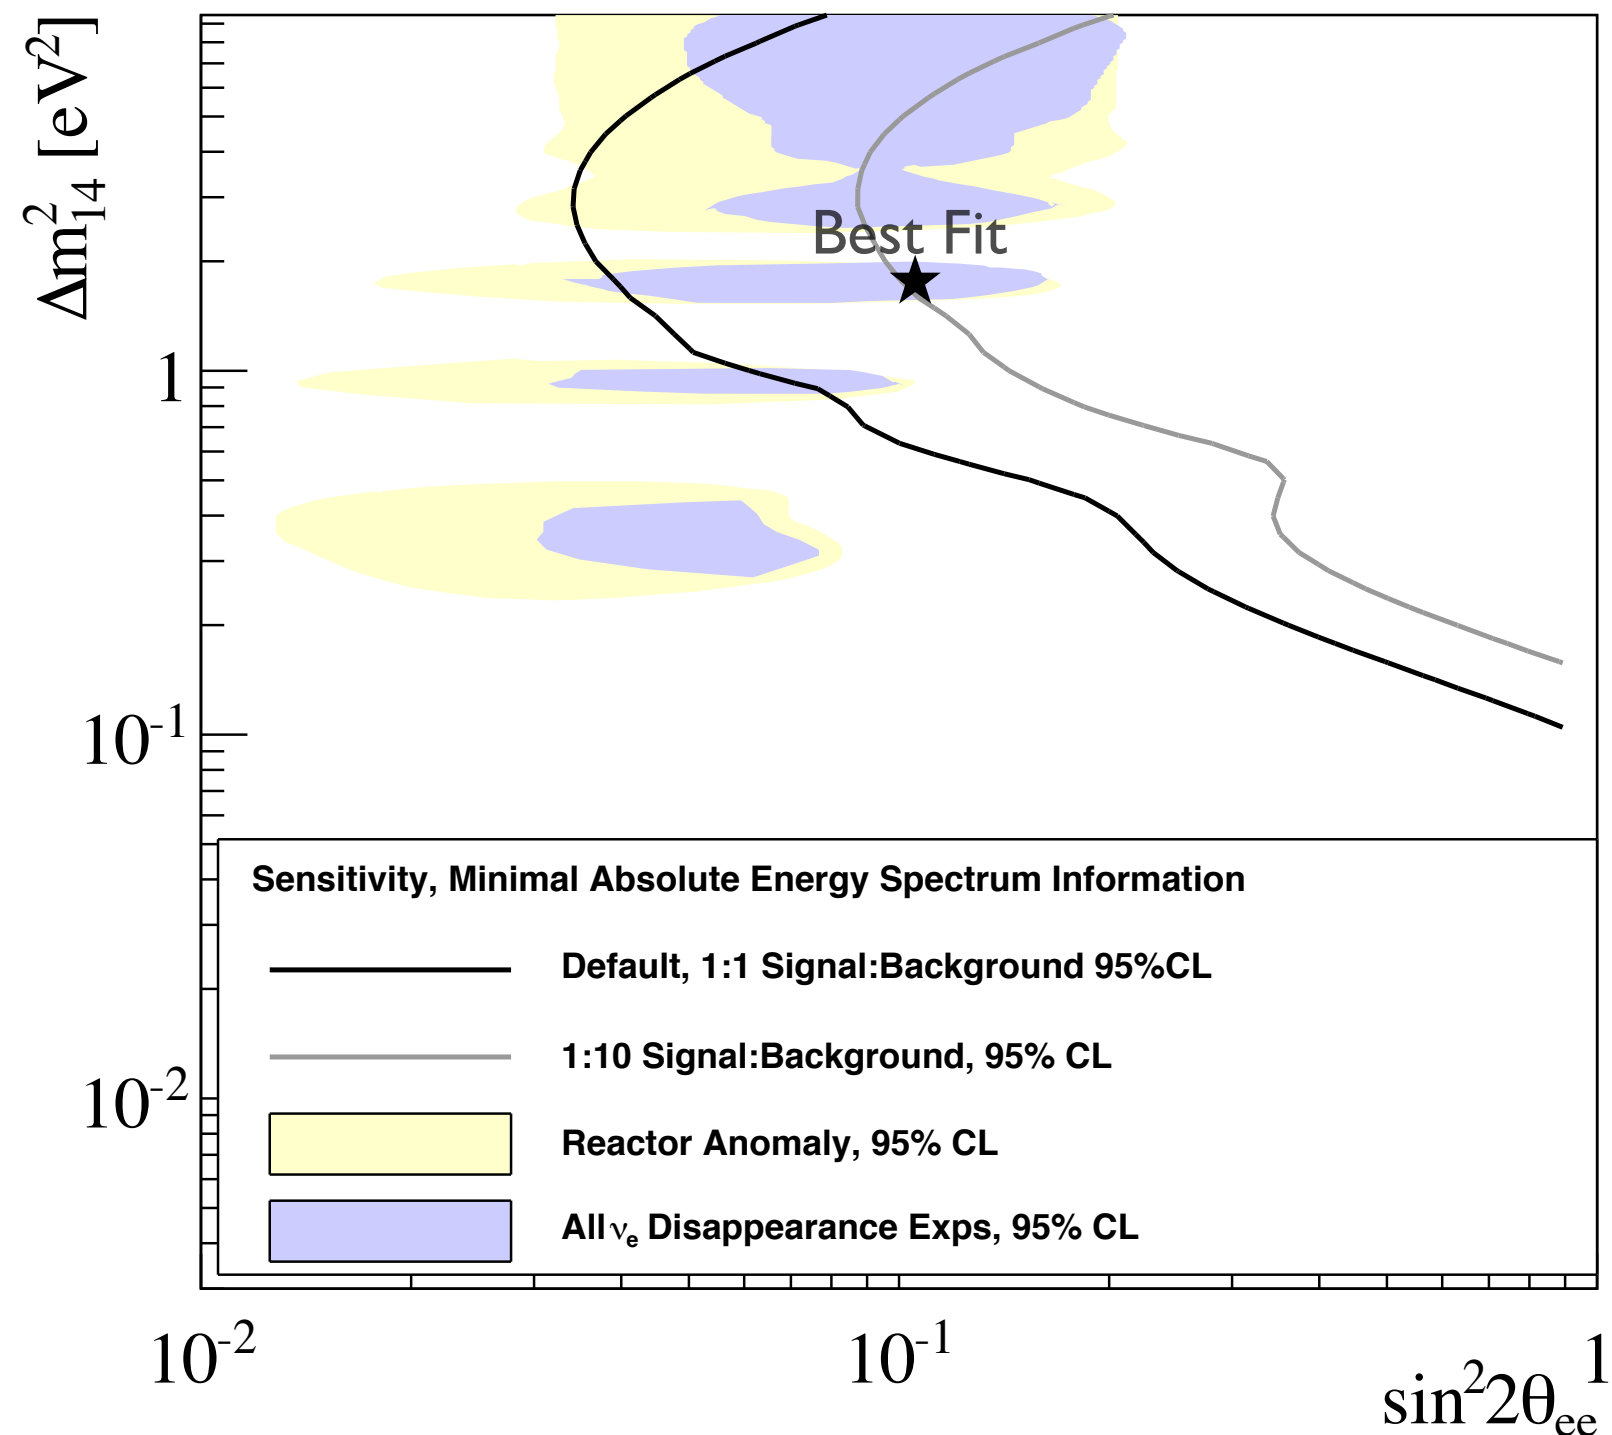 Δm²₁₄ [eV²]
Best Fit
1
10⁻¹
10⁻²
Sensitivity, Minimal Absolute Energy Spectrum Information
Default, 1:1 Signal:Background 95%CL
1:10 Signal:Background, 95% CL
Reactor Anomaly, 95% CL
All νₑ Disappearance Exps, 95% CL
10⁻² 10⁻¹ 1
sin²2θₑₑ